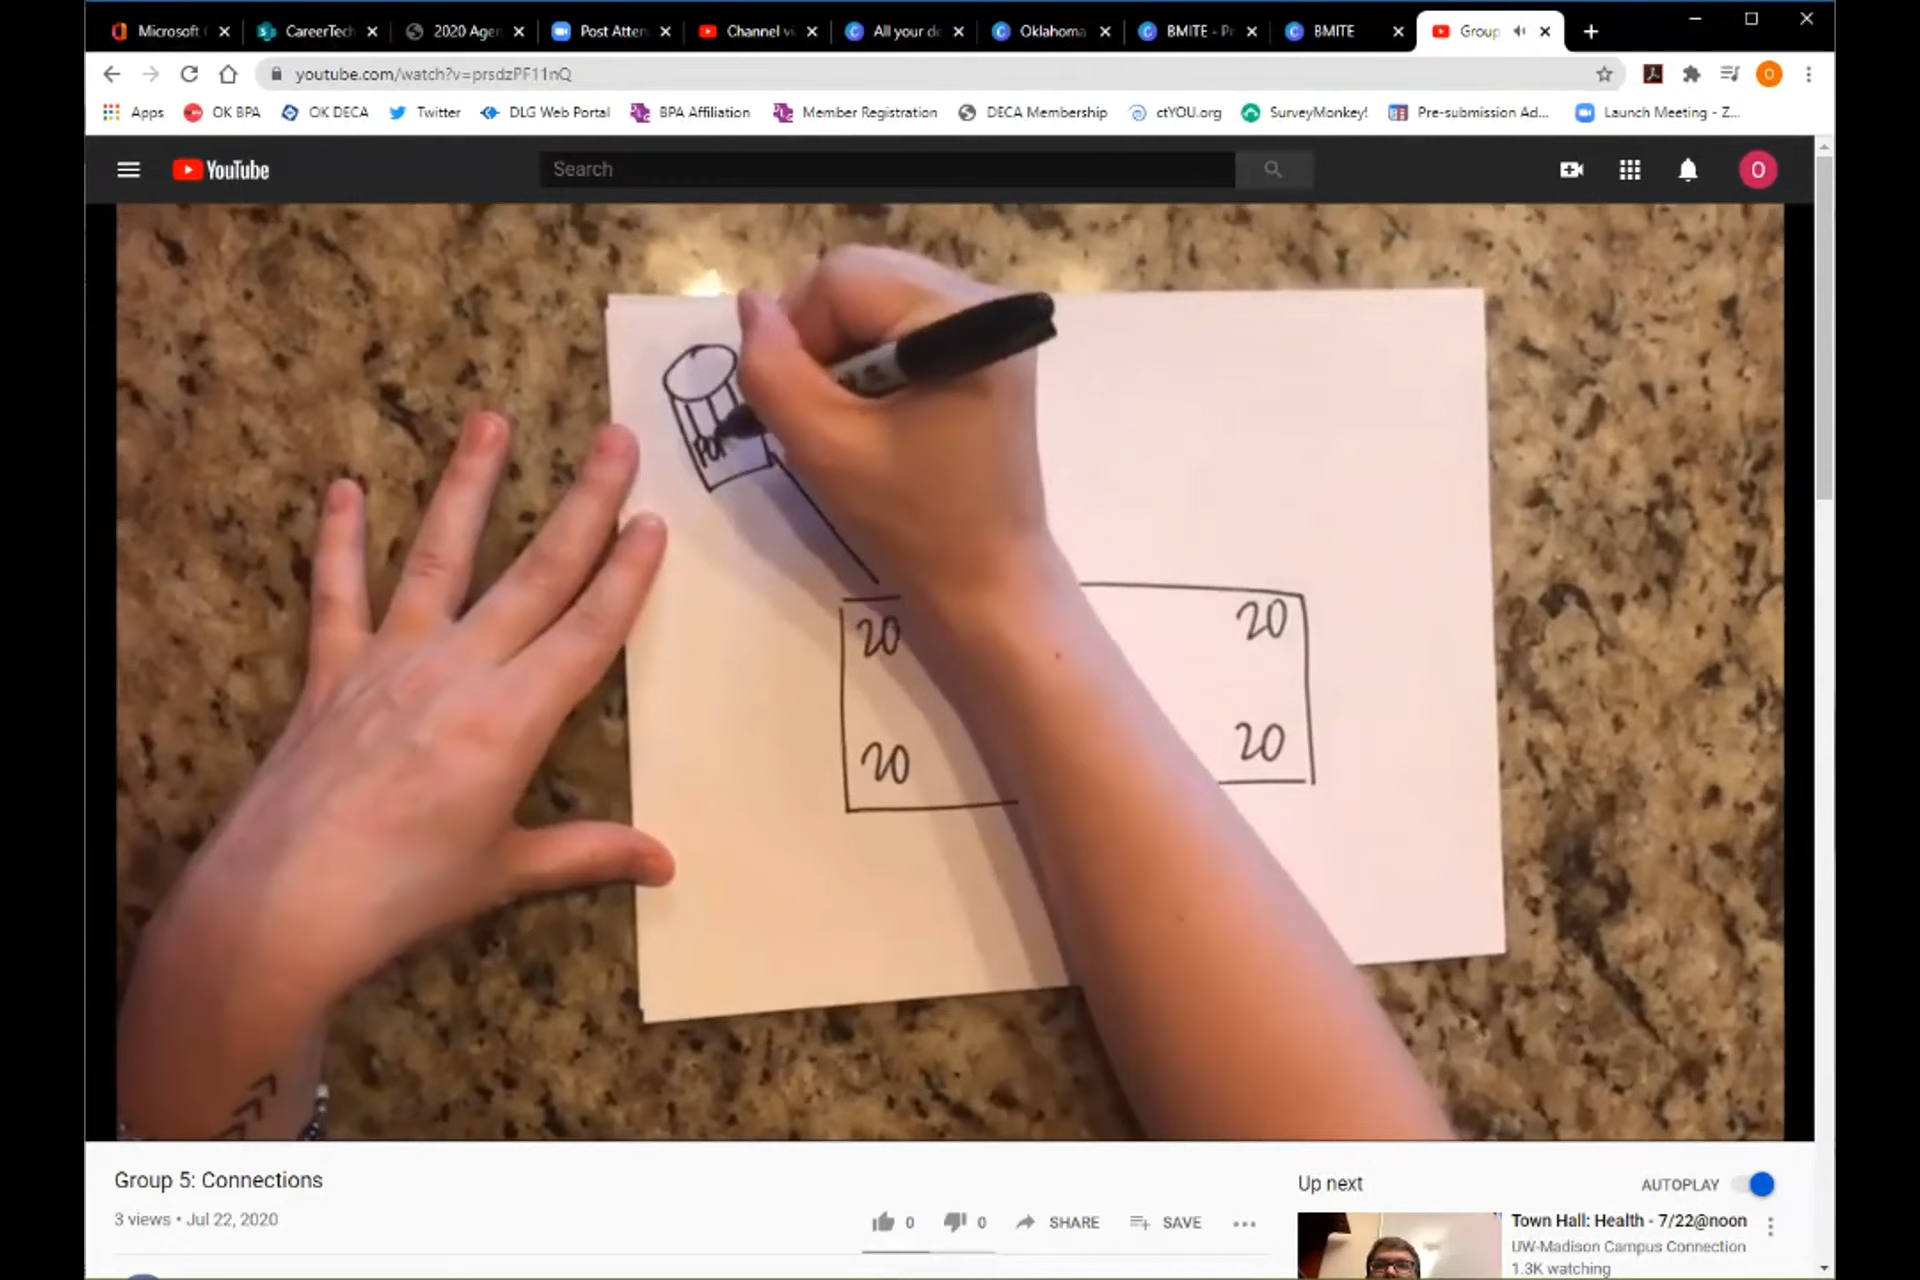 Microsoft
CareerTech
2020 Agen
Post Atten
Channel vi
All your de
Oklahoma
BMITE - Pr
BMITE
Group
youtube.com/watch?v=prsdzPF11nQ
O
Apps
OK BPA
OK DECA
Twitter
DLG Web Portal
BPA Affiliation
Member Registration
DECA Membership
ctYOU.org
SurveyMonkey!
Pre-submission Ad...
Launch Meeting - Z...
YouTube
Search
O
POP
20
20
20
20
Group 5: Connections
Up next
AUTOPLAY
3 views • Jul 22, 2020
0
0
SHARE
SAVE
Town Hall: Health - 7/22@noon
UW-Madison Campus Connection
1.3K watching